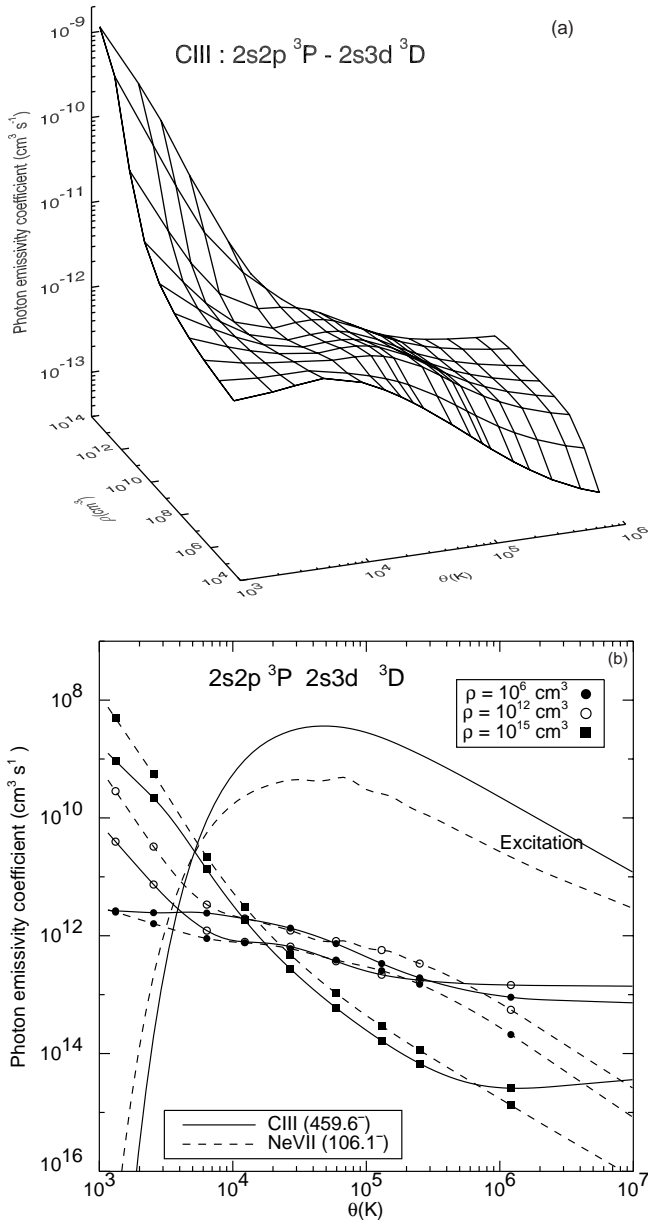 (a)
CIII : 2s2p ³P - 2s3d ³D
Photon emissivity coefficient (cm³ s⁻¹)
10⁻⁹
10⁻¹⁰
10⁻¹¹
10⁻¹²
10⁻¹³
10¹⁴
10¹²
10¹⁰
10⁸
10⁶
10⁴
10³
10⁴
10⁵
10⁶
θ(K)
(b)
2s2p ³P 2s3d ³D
ρ = 10⁶ cm³
ρ = 10¹² cm³
ρ = 10¹⁵ cm³
Photon emissivity coefficient (cm³ s¹)
10⁸
10¹⁰
10¹²
10¹⁴
10¹⁶
Excitation
CIII (459.6⁻)
NeVII (106.1⁻)
10³ 10⁴ 10⁵ 10⁶ 10⁷
θ(K)